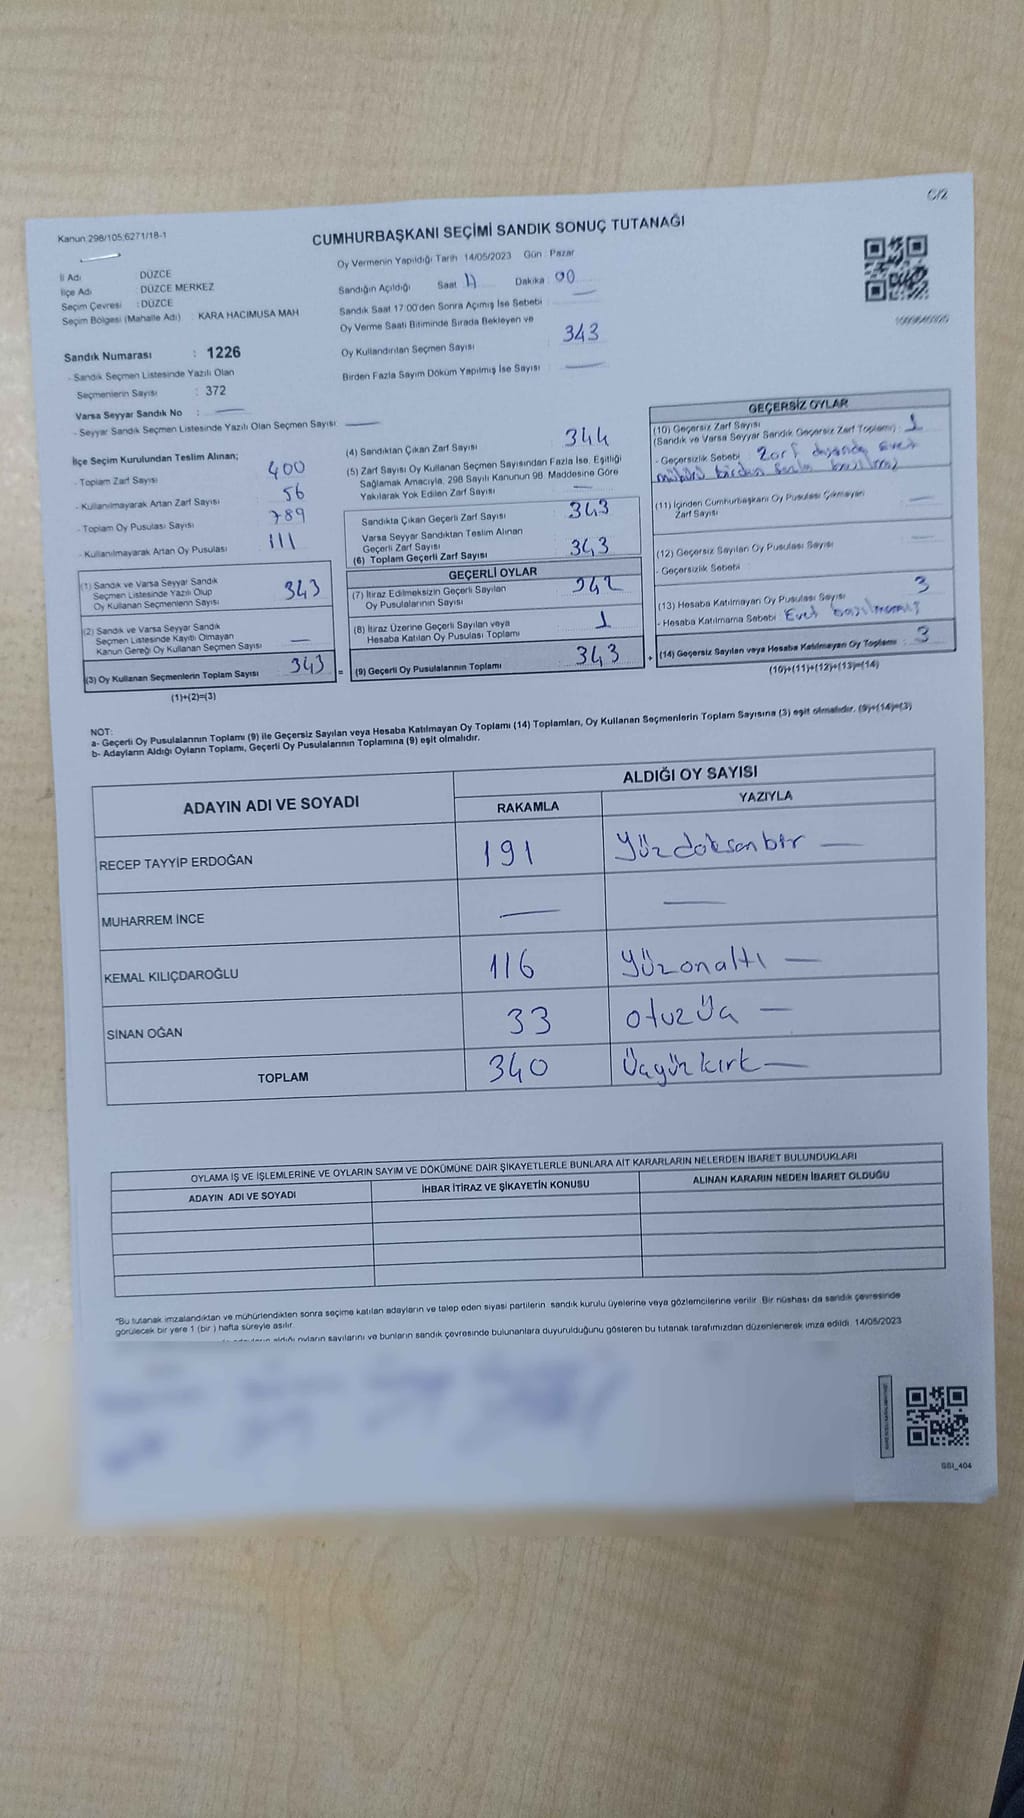 C/2
Kanun 298/105;6271/18-1
CUMHURBAŞKANI SEÇİMİ SANDIK SONUÇ TUTANAĞI
İl Adı : DÜZCE
İlçe Adı : DÜZCE MERKEZ
Seçim Çevresi : DÜZCE
Seçim Bölgesi (Mahalle Adı) : KARA HACIMUSA MAH
Oy Vermenin Yapıldığı Tarih 14/05/2023 Gün : Pazar
Sandığın Açıldığı Saat Dakika : 00
Sandık Saat 17:00'den Sonra Açımış İse Sebebi :
Oy Verme Saati Bitiminde Sırada Bekleyen ve
Oy Kullandırılan Seçmen Sayısı : 343
Birden Fazla Sayım Döküm Yapılmış İse Sayısı : —
Sandık Numarası : 1226
- Sandık Seçmen Listesinde Yazılı Olan
Seçmenlerin Sayısı : 372
Varsa Seyyar Sandık No : —
- Seyyar Sandık Seçmen Listesinde Yazılı Olan Seçmen Sayısı: —
İlçe Seçim Kurulundan Teslim Alınan;
- Toplam Zarf Sayısı 400
- Kullanılmayarak Artan Zarf Sayısı 56
- Toplam Oy Pusulası Sayısı 789
- Kullanılmayarak Artan Oy Pusulası 111
(1) Sandık ve Varsa Seyyar Sandık
Seçmen Listesinde Yazılı Olup
Oy Kullanan Seçmenlerin Sayısı 343
(2) Sandık ve Varsa Seyyar Sandık
Seçmen Listesinde Kayıtlı Olmayan
Kanun Gereği Oy Kullanan Seçmen Sayısı —
(3) Oy Kullanan Seçmenlerin Toplam Sayısı 343 =
(1)+(2)=(3)
(4) Sandıktan Çıkan Zarf Sayısı 344
(5) Zarf Sayısı Oy Kullanan Seçmen Sayısından Fazla İse, Eşitliği
Sağlamak Amacıyla, 298 Sayılı Kanunun 98. Maddesine Göre
Yakılarak Yok Edilen Zarf Sayısı —
Sandıkta Çıkan Geçerli Zarf Sayısı 343
Varsa Seyyar Sandıktan Teslim Alınan
Geçerli Zarf Sayısı
(6) Toplam Geçerli Zarf Sayısı 343
GEÇERLİ OYLAR
(7) İtiraz Edilmeksizin Geçerli Sayılan
Oy Pusulalarının Sayısı 342
(8) İtiraz Üzerine Geçerli Sayılan veya
Hesaba Katılan Oy Pusulası Toplamı 1
(9) Geçerli Oy Pusulalarının Toplamı 343 +
GEÇERSİZ OYLAR
(10) Geçersiz Zarf Sayısı
(Sandık ve Varsa Seyyar Sandık Geçersiz Zarf Toplamı) : 1
- Geçersizlik Sebebi Zarf evet
mührü birden fazla
(11) İçinden Cumhurbaşkanı Oy Pusulası Çıkmayan
Zarf Sayısı —
(12) Geçersiz Sayılan Oy Pusulası Sayısı —
- Geçersizlik Sebebi
(13) Hesaba Katılmayan Oy Pusulası Sayısı 3
- Hesaba Katılmama Sebebi Evet basılmamış
(14) Geçersiz Sayılan veya Hesaba Katılmayan Oy Toplamı 3
(10)+(11)+(12)+(13)=(14)
NOT:
a- Geçerli Oy Pusulalarının Toplamı (9) ile Geçersiz Sayılan veya Hesaba Katılmayan Oy Toplamı (14) Toplamları, Oy Kullanan Seçmenlerin Toplam Sayısına (3) eşit olmalıdır. (9)+(14)=(3)
b- Adayların Aldığı Oyların Toplamı, Geçerli Oy Pusulalarının Toplamına (9) eşit olmalıdır.
ADAYIN ADI VE SOYADI ALDIĞI OY SAYISI
RAKAMLA YAZIYLA
RECEP TAYYİP ERDOĞAN 191 Yüzdoksanbir —
MUHARREM İNCE — —
KEMAL KILIÇDAROĞLU 116 Yüzonaltı —
SİNAN OĞAN 33 otuzüç —
TOPLAM 340 Üçyüzkırk —
OYLAMA İŞ VE İŞLEMLERİNE VE OYLARIN SAYIM VE DÖKÜMÜNE DAİR ŞİKAYETLERLE BUNLARA AİT KARARLARIN NELERDEN İBARET BULUNDUKLARI
ADAYIN ADI VE SOYADI İHBAR İTİRAZ VE ŞİKAYETİN KONUSU ALINAN KARARIN NEDEN İBARET OLDUĞU
*Bu tutanak imzalandıktan ve mühürlendikten sonra seçime katılan adayların ve talep eden siyasi partilerin sandık kurulu üyelerine veya gözlemcilerine verilir. Bir nüshası da sandık çevresinde
görülecek bir yere 1 (bir) hafta süreyle asılır.
aldığı oyların sayılarını ve bunların sandık çevresinde bulunanlara duyurulduğunu gösteren bu tutanak tarafımızdan düzenlenerek imza edildi. 14/05/2023
GBI_404